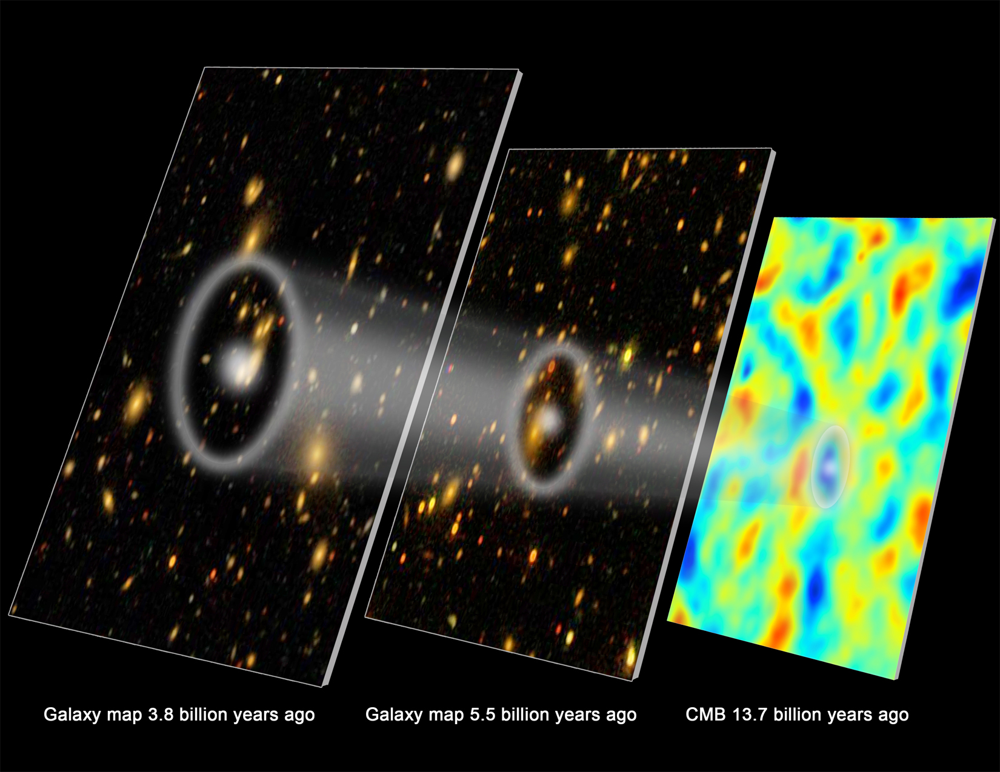 Galaxy map 3.8 billion years ago
Galaxy map 5.5 billion years ago
CMB 13.7 billion years ago